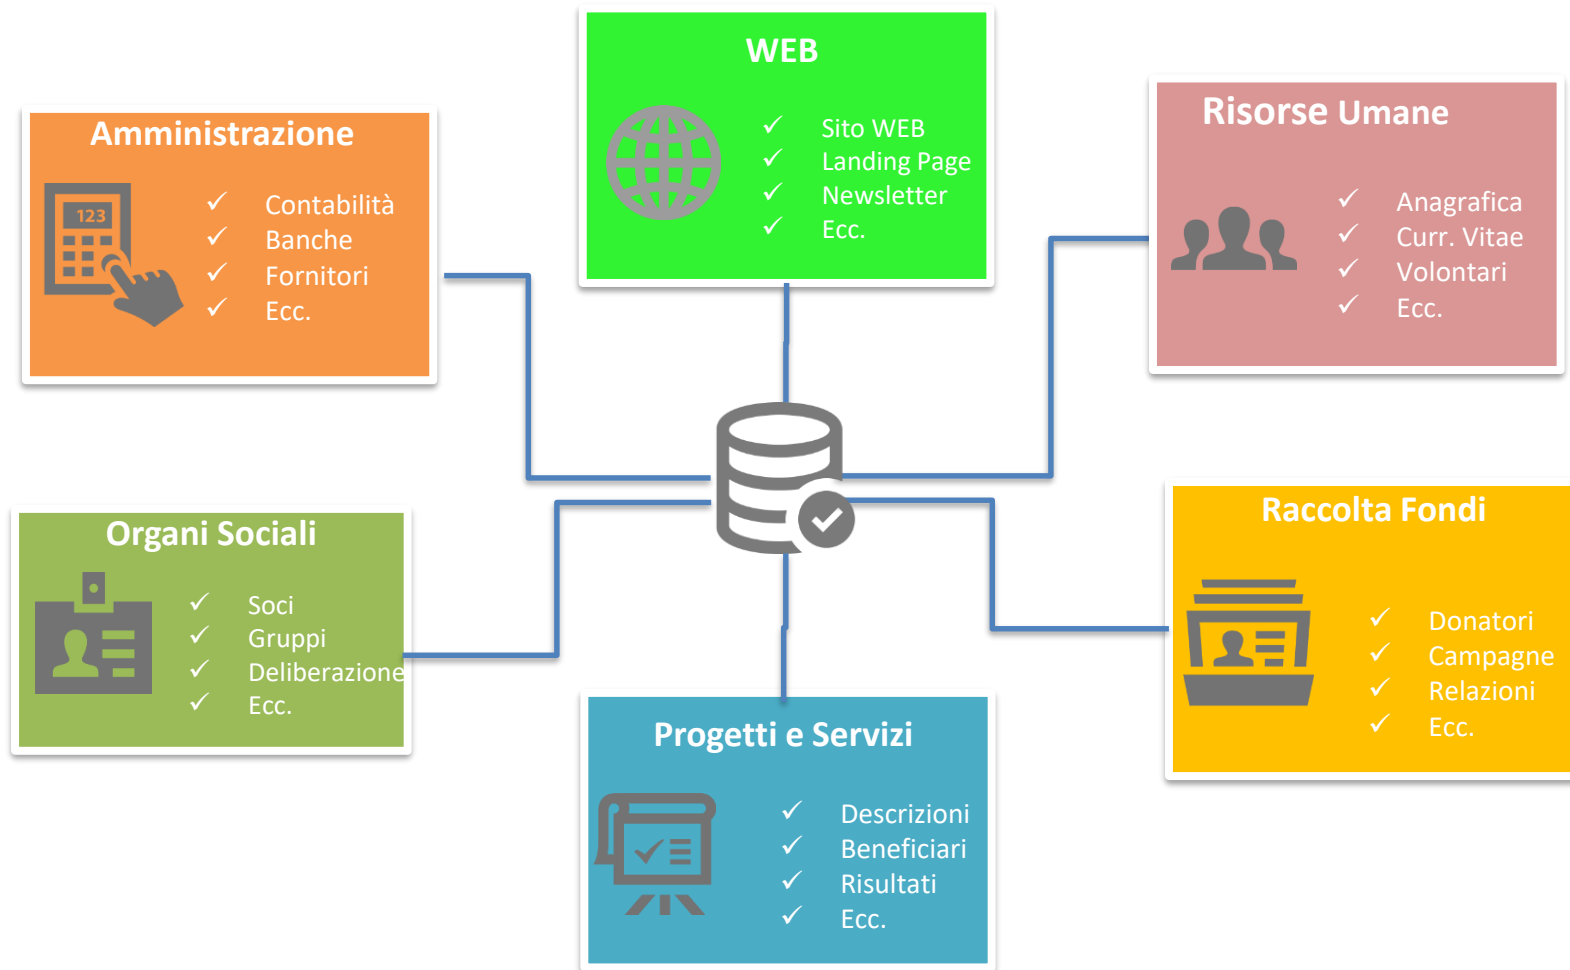 WEB
Sito WEB
Landing Page
Newsletter
Ecc.
Amministrazione
123
Contabilità
Banche
Fornitori
Ecc.
Risorse Umane
Anagrafica
Curr. Vitae
Volontari
Ecc.
Organi Sociali
Soci
Gruppi
Deliberazione
Ecc.
Raccolta Fondi
Donatori
Campagne
Relazioni
Ecc.
Progetti e Servizi
Descrizioni
Beneficiari
Risultati
Ecc.